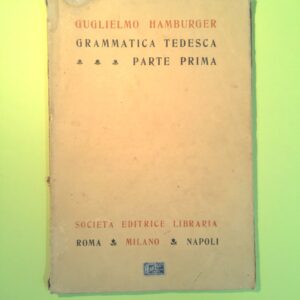 GUGLIELMO HAMBURGER
GRAMMATICA TEDESCA
PARTE PRIMA
SOCIETÀ EDITRICE LIBRARIA
ROMA MILANO NAPOLI